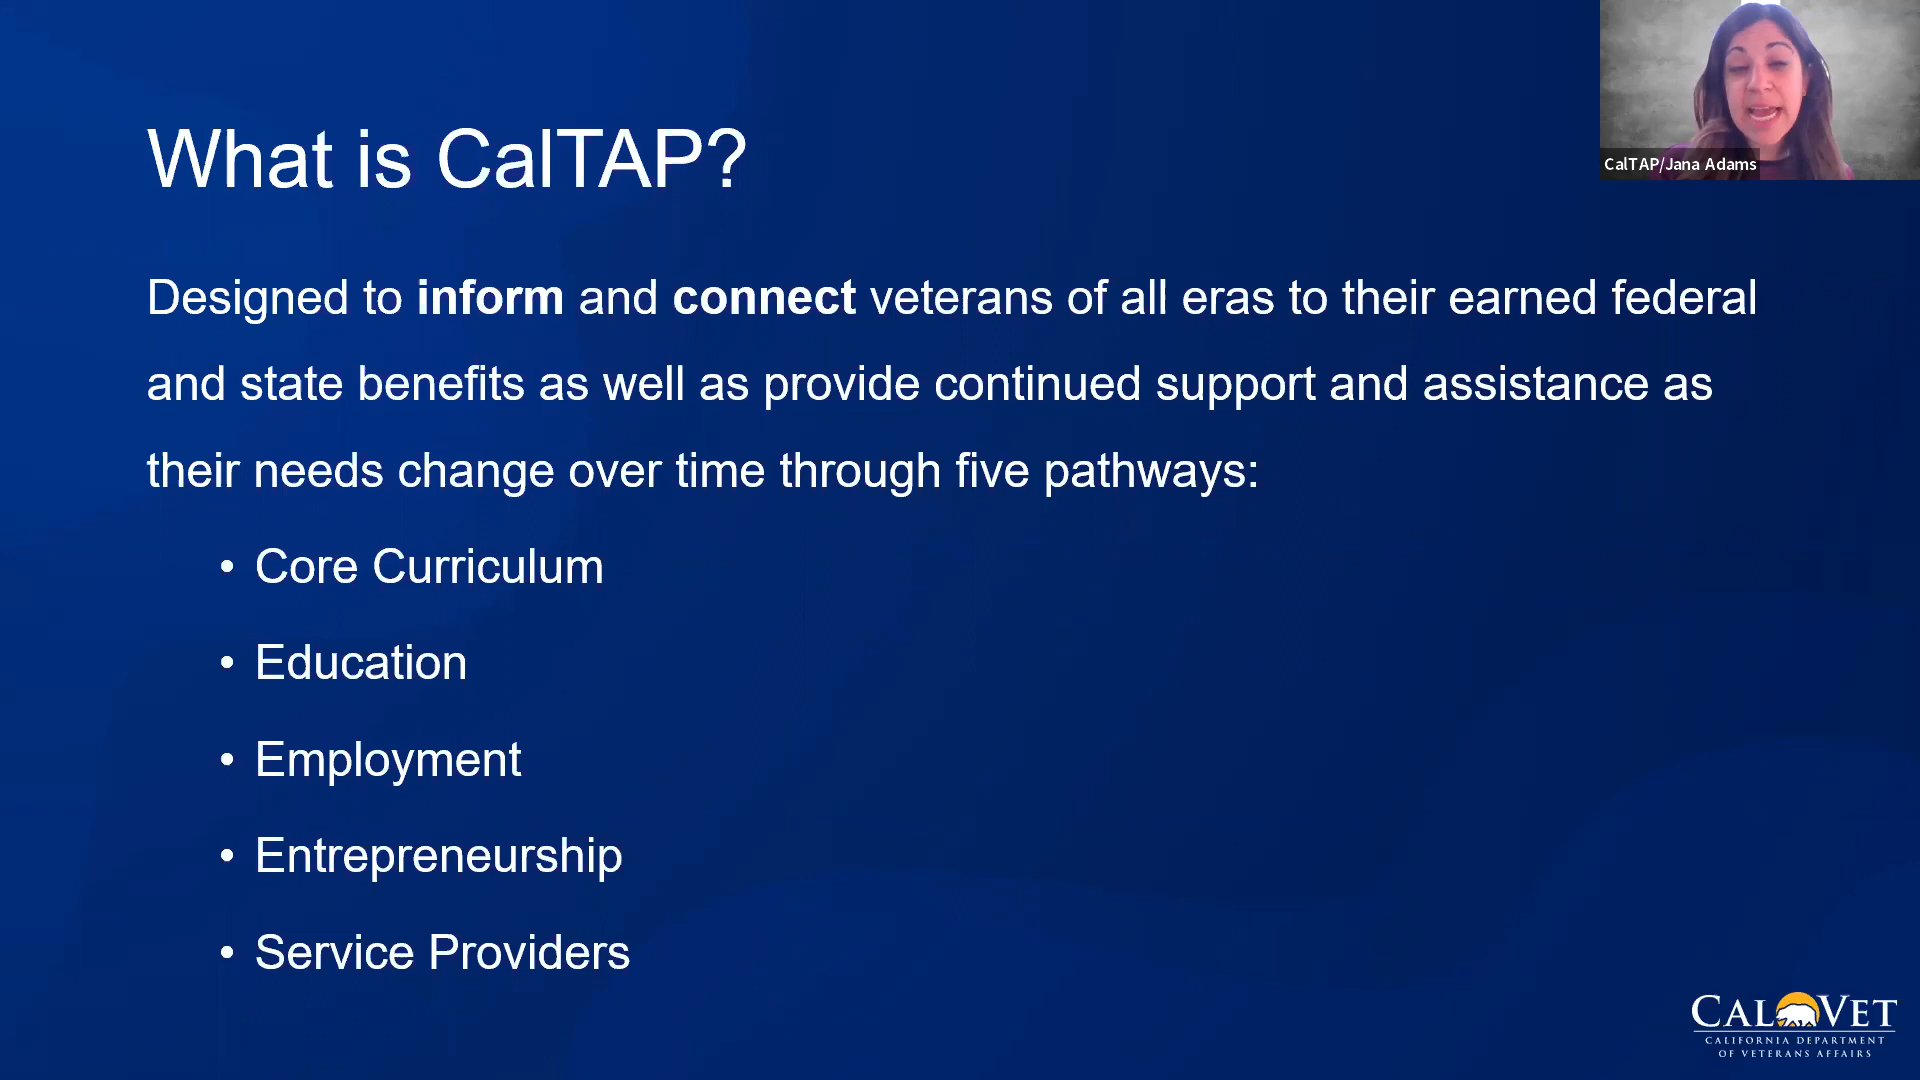 What is CalTAP?
CalTAP/Jana Adams
Designed to inform and connect veterans of all eras to their earned federal
and state benefits as well as provide continued support and assistance as
their needs change over time through five pathways:
• Core Curriculum
• Education
• Employment
• Entrepreneurship
• Service Providers
CALVET
CALIFORNIA DEPARTMENT
OF VETERANS AFFAIRS